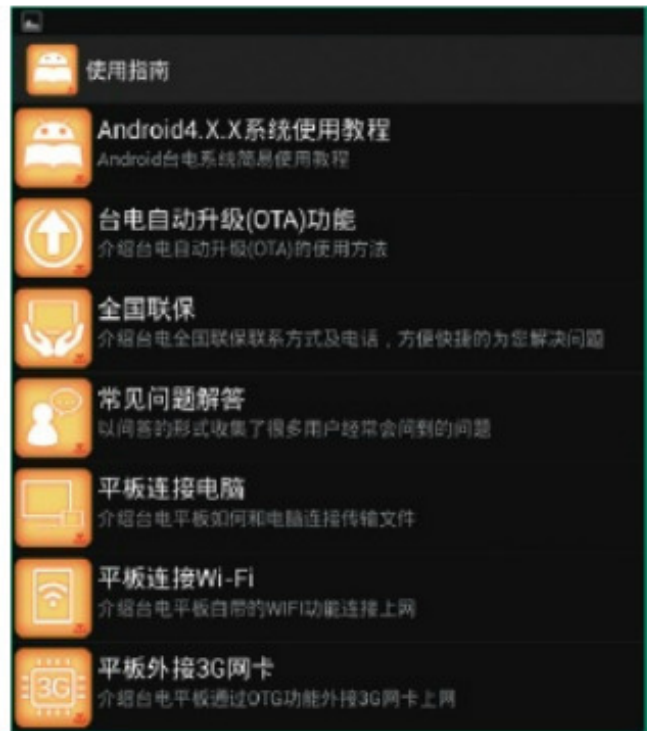 使用指南
Android4.X.X系统使用教程
Android台电系统简易使用教程
台电自动升级(OTA)功能
介绍台电自动升级(OTA)的使用方法
全国联保
介绍台电全国联保联系方式及电话，方便快捷的为您解决问题
常见问题解答
以问答的形式收集了很多用户经常会问到的问题
平板连接电脑
介绍台电平板如何和电脑连接传输文件
平板连接Wi-Fi
介绍台电平板自带的WIFI功能连接上网
平板外接3G网卡
3G
介绍台电平板通过OTG功能外接3G网卡上网